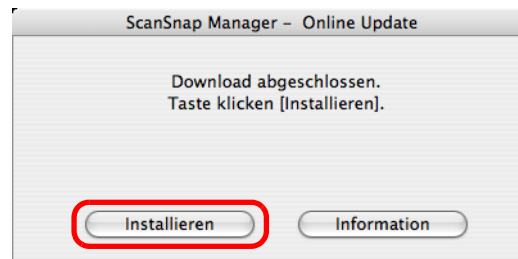 ScanSnap Manager – Online Update
Download abgeschlossen.
Taste klicken [Installieren].
Installieren
Information